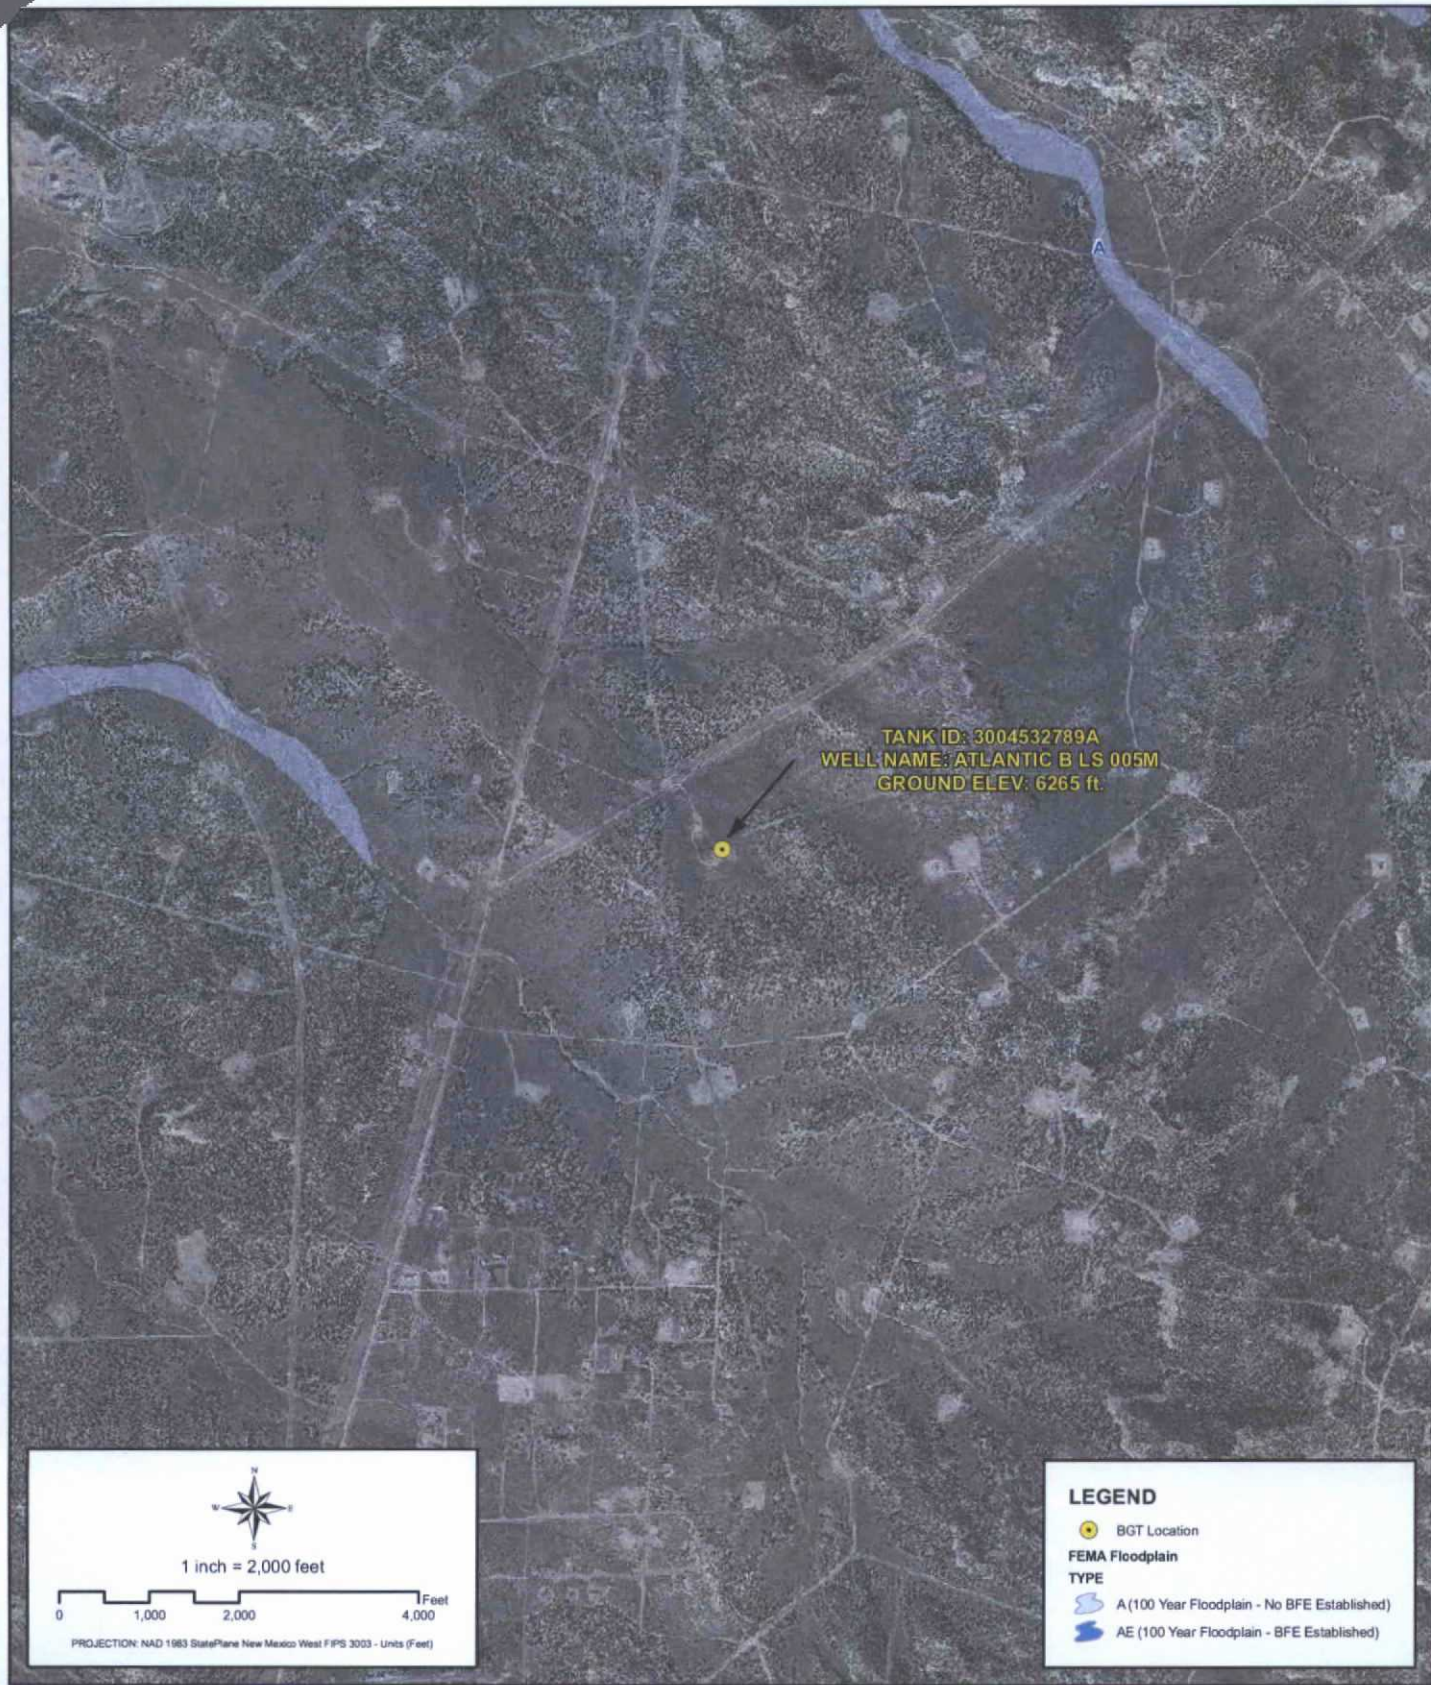 A
TANK ID: 3004532789A
WELL NAME: ATLANTIC B LS 005M
GROUND ELEV: 6265 ft.
N
W E
S
1 inch = 2,000 feet
Feet
0 1,000 2,000 4,000
PROJECTION: NAD 1983 StatePlane New Mexico West FIPS 3003 - Units (Feet)
LEGEND
BGT Location
FEMA Floodplain
TYPE
A (100 Year Floodplain - No BFE Established)
AE (100 Year Floodplain - BFE Established)